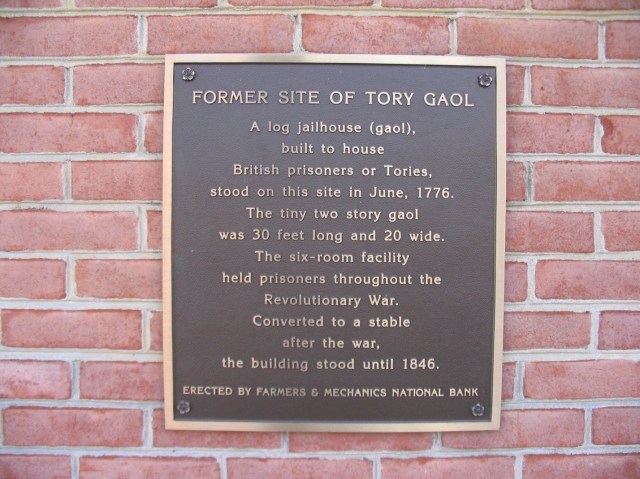 FORMER SITE OF TORY GAOL
A log jailhouse (gaol),
built to house
British prisoners or Tories,
stood on this site in June, 1776.
The tiny two story gaol
was 30 feet long and 20 wide.
The six-room facility
held prisoners throughout the
Revolutionary War.
Converted to a stable
after the war,
the building stood until 1846.
ERECTED BY FARMERS & MECHANICS NATIONAL BANK